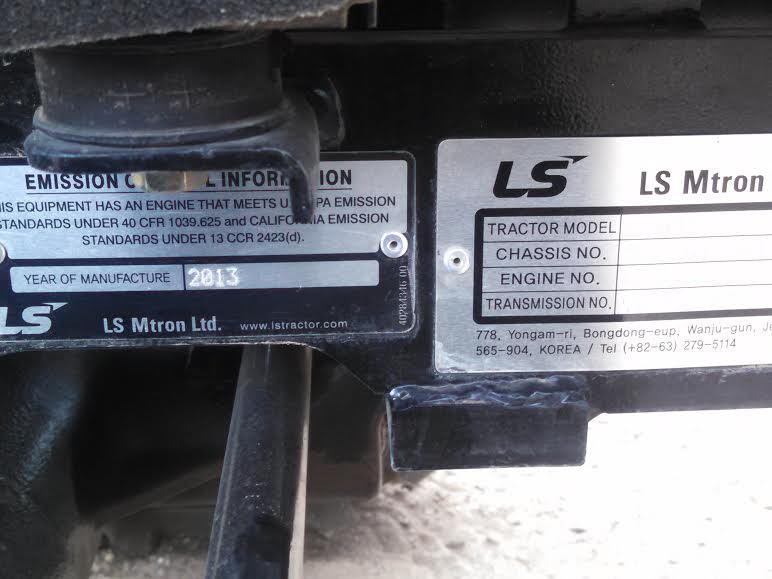 EMISSION INFORMATION
EQUIPMENT HAS AN ENGINE THAT MEETS EMISSION
STANDARDS UNDER 40 CFR 1039.625 and CALIFORNIA EMISSION
STANDARDS UNDER 13 CCR 2423(d).
YEAR OF MANUFACTURE 2013
LS LS Mtron Ltd. www.lstractor.com
40284346 00
LS LS Mtron
TRACTOR MODEL
CHASSIS NO.
ENGINE NO.
TRANSMISSION NO.
778, Yongam-ri, Bongdong-eup, Wanju-gun,
565-904, KOREA / Tel (+82-63) 279-5114